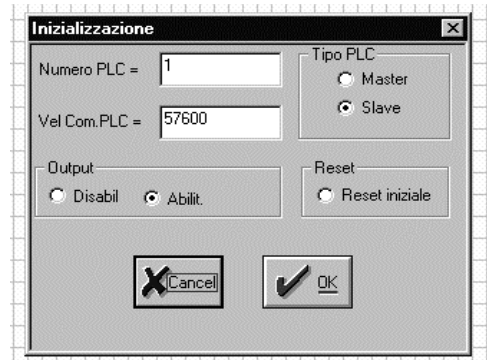 Inizializzazione
Numero PLC =
1
Tipo PLC
Master
Slave
Vel Com.PLC =
57600
Output
Disabil
Abilit.
Reset
Reset iniziale
Cancel
OK